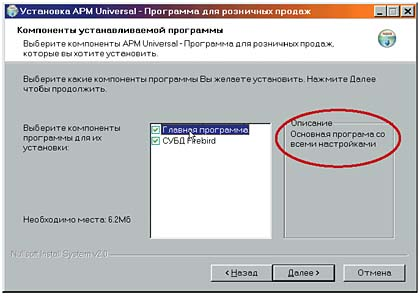 Установка АРМ Universal - Программа для розничных продаж
Компоненты устанавливаемой программы
Выберите компоненты АРМ Universal - Программа для розничных продаж,
которые вы хотите установить.
Выберите какие компоненты программы Вы желаете установить. Нажмите Далее
чтобы продолжить.
Выберите компоненты
программы для их
установки:
Главная программа
СУБД Firebird
Описание
Основная програма со
всеми настройками
Необходимо места: 6.2Мб
Nullsoft Install System v2.0
< Назад
Далее >
Отмена